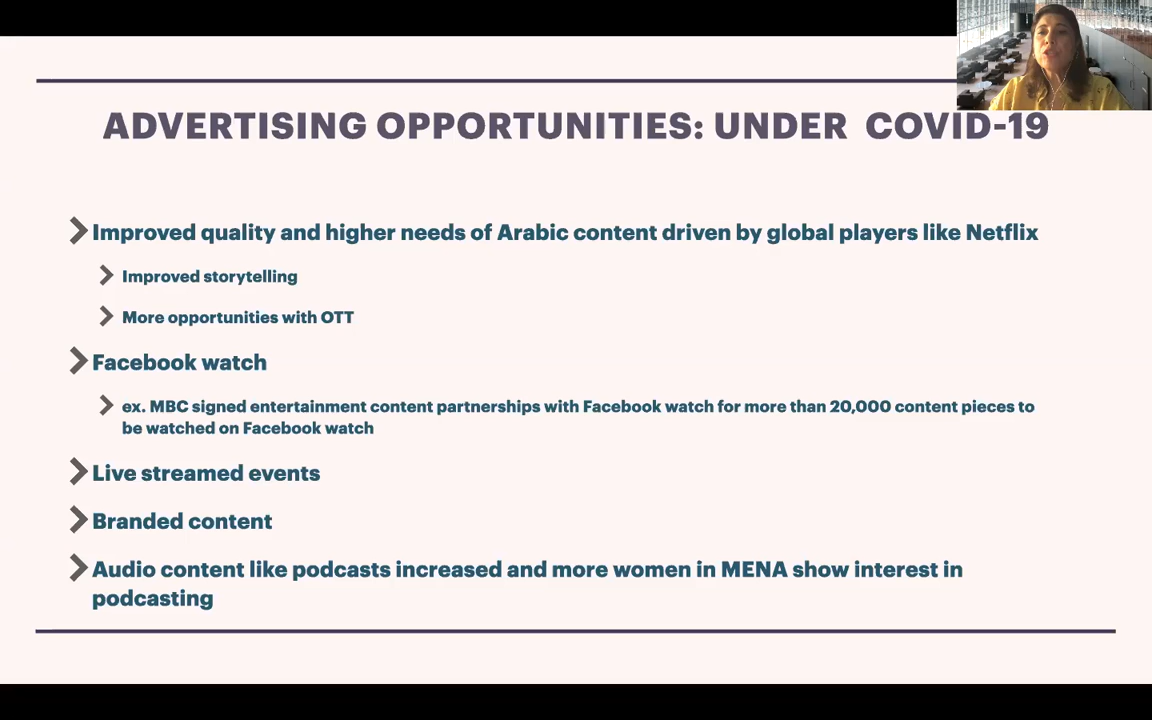 ADVERTISING OPPORTUNITIES: UNDER COVID-19
Improved quality and higher needs of Arabic content driven by global players like Netflix
Improved storytelling
More opportunities with OTT
Facebook watch
ex. MBC signed entertainment content partnerships with Facebook watch for more than 20,000 content pieces to
be watched on Facebook watch
Live streamed events
Branded content
Audio content like podcasts increased and more women in MENA show interest in
podcasting